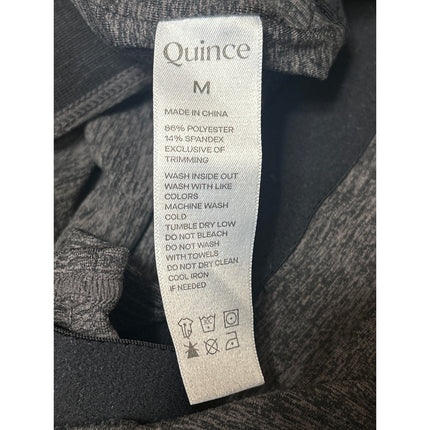 Quince
M
MADE IN CHINA
86% POLYESTER
14% SPANDEX
EXCLUSIVE OF
TRIMMING
WASH INSIDE OUT
WASH WITH LIKE
COLORS
MACHINE WASH
COLD
TUMBLE DRY LOW
DO NOT BLEACH
DO NOT WASH
WITH TOWELS
DO NOT DRY CLEAN
COOL IRON
IF NEEDED